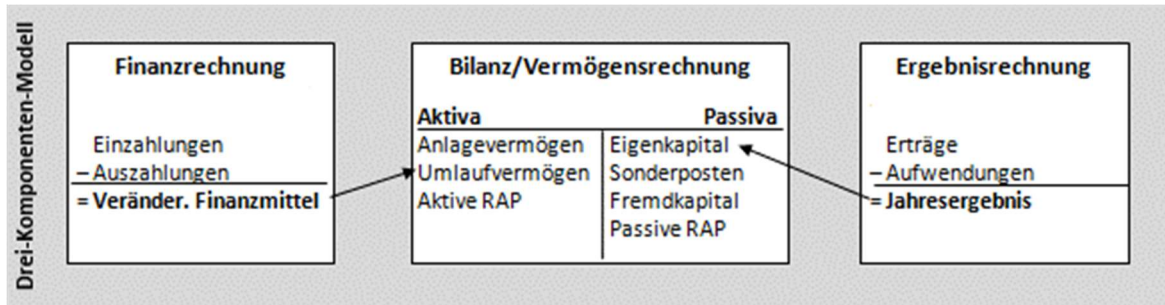 Drei-Komponenten-Modell
Finanzrechnung
Einzahlungen
– Auszahlungen
= Veränder. Finanzmittel
Bilanz/Vermögensrechnung
Aktiva Passiva
Anlagevermögen Eigenkapital
Umlaufvermögen Sonderposten
Aktive RAP Fremdkapital
Passive RAP
Ergebnisrechnung
Erträge
– Aufwendungen
= Jahresergebnis